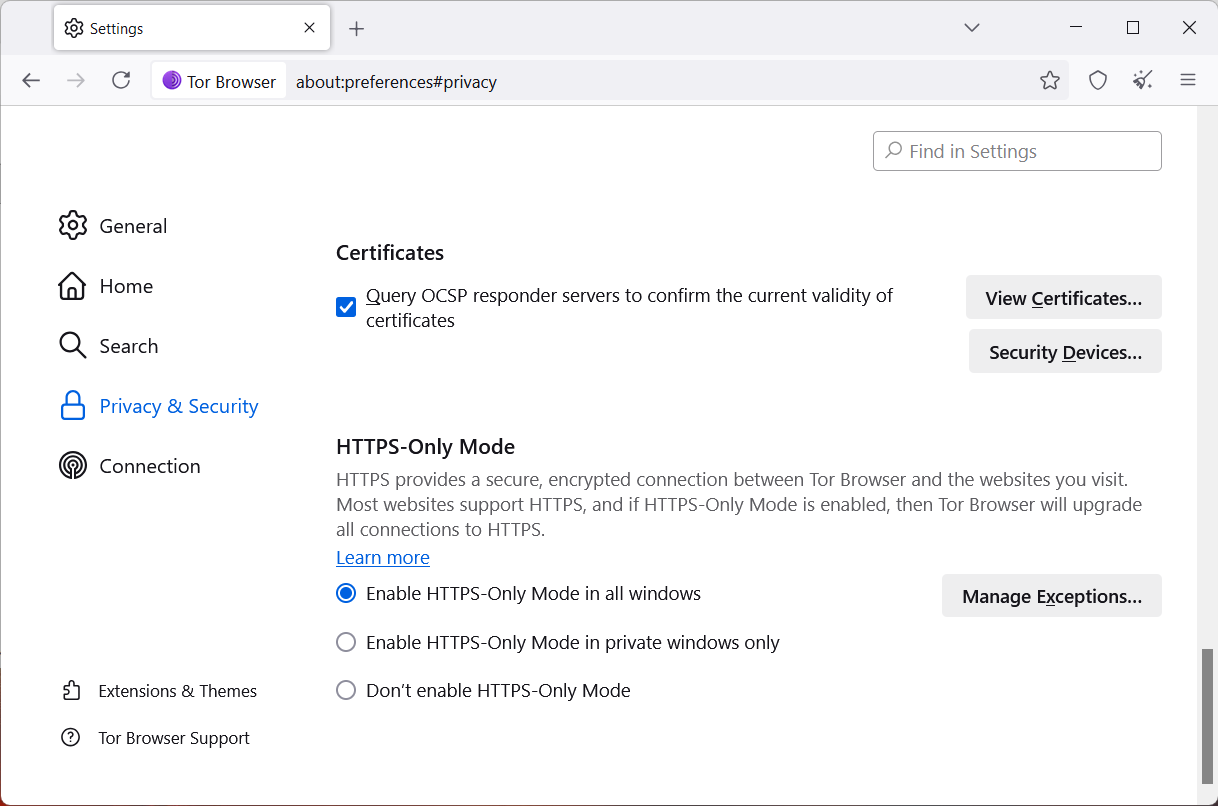 Settings
Tor Browser
about:preferences#privacy
Find in Settings
General
Home
Search
Privacy & Security
Connection
Extensions & Themes
Tor Browser Support
Certificates
Query OCSP responder servers to confirm the current validity of
certificates
View Certificates...
Security Devices...
HTTPS-Only Mode
HTTPS provides a secure, encrypted connection between Tor Browser and the websites you visit.
Most websites support HTTPS, and if HTTPS-Only Mode is enabled, then Tor Browser will upgrade
all connections to HTTPS.
Learn more
Enable HTTPS-Only Mode in all windows
Manage Exceptions...
Enable HTTPS-Only Mode in private windows only
Don’t enable HTTPS-Only Mode